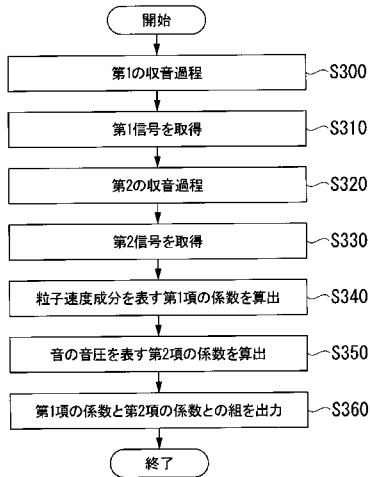 開始
第1の収音過程 S300
第1信号を取得 S310
第2の収音過程 S320
第2信号を取得 S330
粒子速度成分を表す第1項の係数を算出 S340
音の音圧を表す第2項の係数を算出 S350
第1項の係数と第2項の係数との組を出力 S360
終了